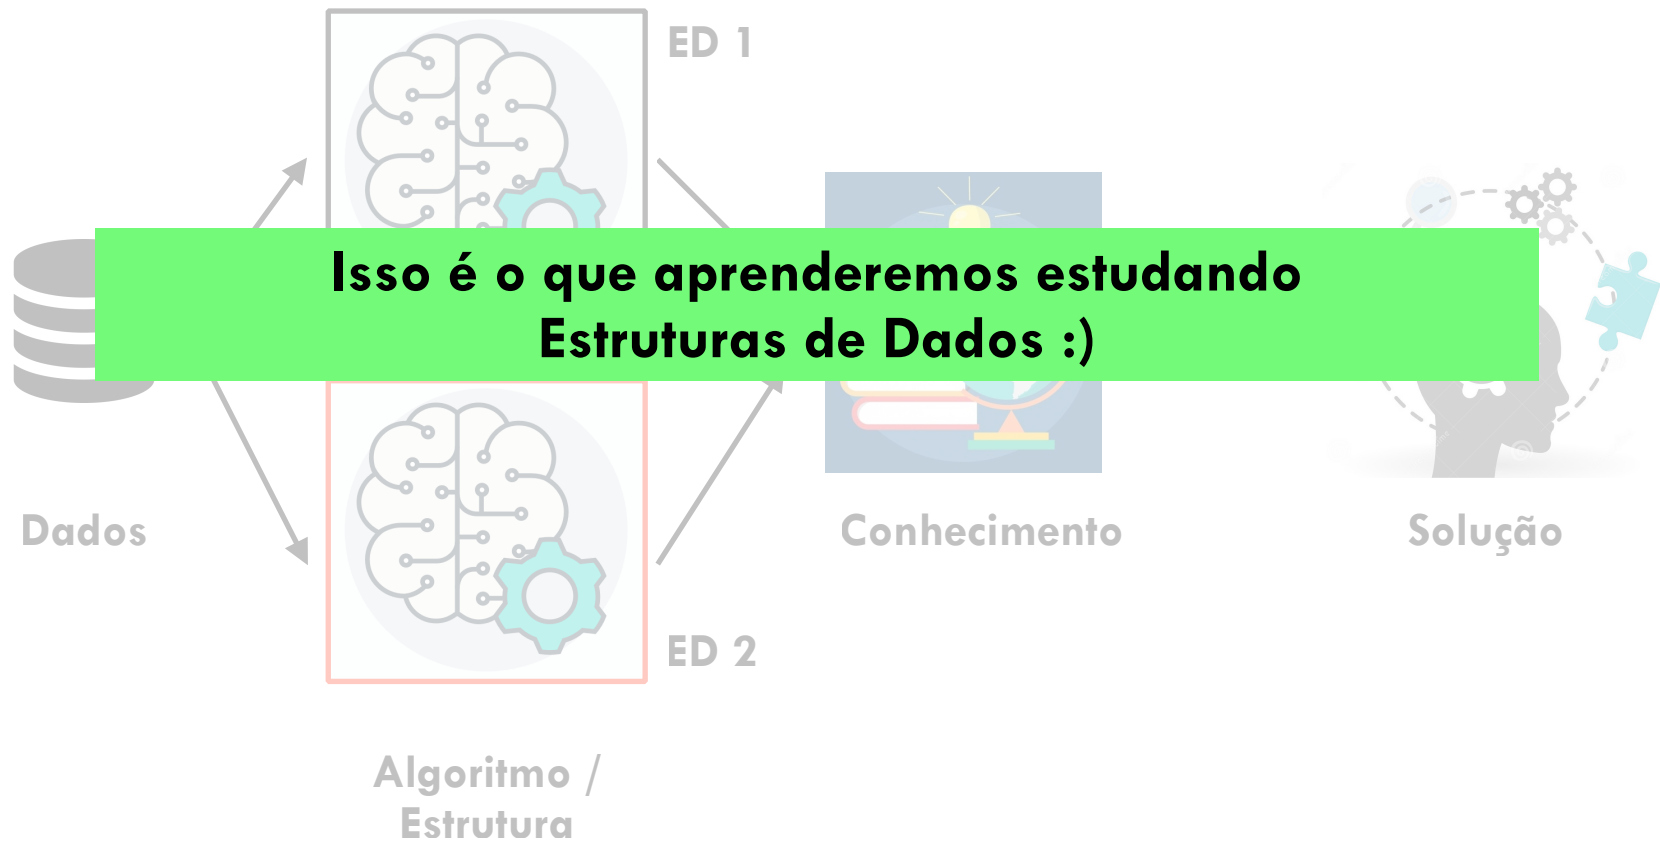 ED 1
Isso é o que aprenderemos estudando
Estruturas de Dados :)
Dados
Conhecimento
Solução
ED 2
Algoritmo /
Estrutura